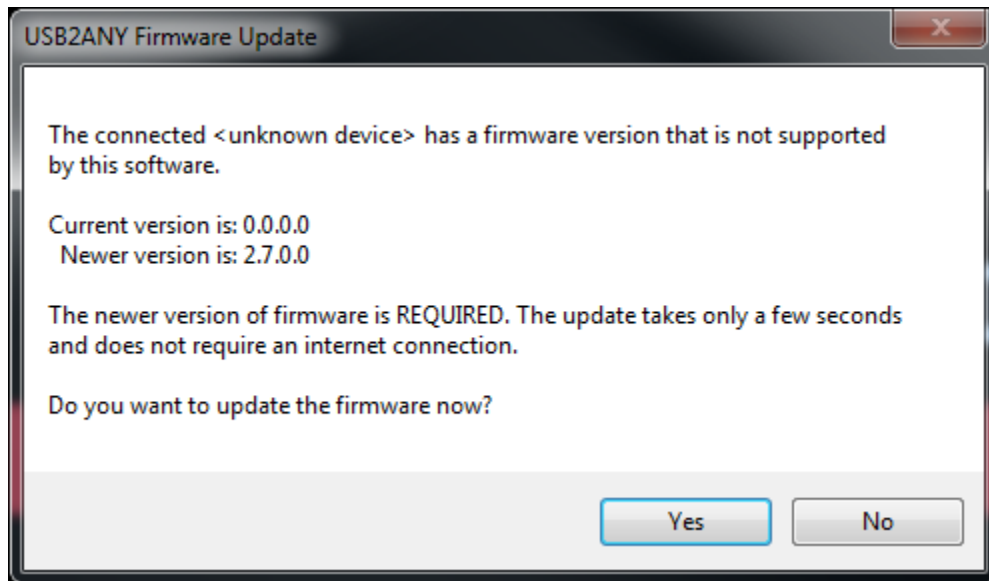 USB2ANY Firmware Update
The connected <unknown device> has a firmware version that is not supported
by this software.
Current version is: 0.0.0.0
Newer version is: 2.7.0.0
The newer version of firmware is REQUIRED. The update takes only a few seconds
and does not require an internet connection.
Do you want to update the firmware now?
Yes No